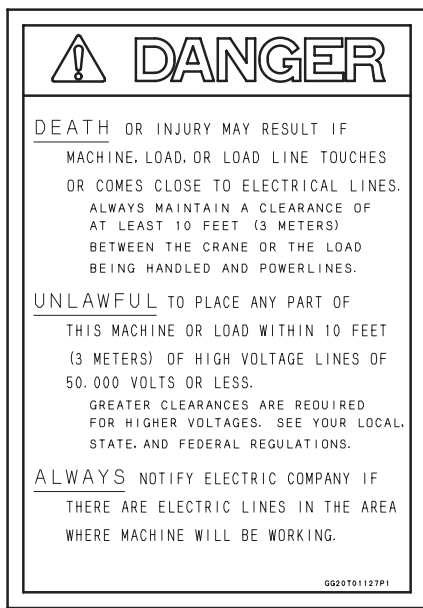 DANGER
DEATH OR INJURY MAY RESULT IF
MACHINE, LOAD, OR LOAD LINE TOUCHES
OR COMES CLOSE TO ELECTRICAL LINES.
ALWAYS MAINTAIN A CLEARANCE OF
AT LEAST 10 FEET (3 METERS)
BETWEEN THE CRANE OR THE LOAD
BEING HANDLED AND POWERLINES.
UNLAWFUL TO PLACE ANY PART OF
THIS MACHINE OR LOAD WITHIN 10 FEET
(3 METERS) OF HIGH VOLTAGE LINES OF
50.000 VOLTS OR LESS.
GREATER CLEARANCES ARE REQUIRED
FOR HIGHER VOLTAGES. SEE YOUR LOCAL,
STATE, AND FEDERAL REGULATIONS.
ALWAYS NOTIFY ELECTRIC COMPANY IF
THERE ARE ELECTRIC LINES IN THE AREA
WHERE MACHINE WILL BE WORKING.
GG20T01127P1